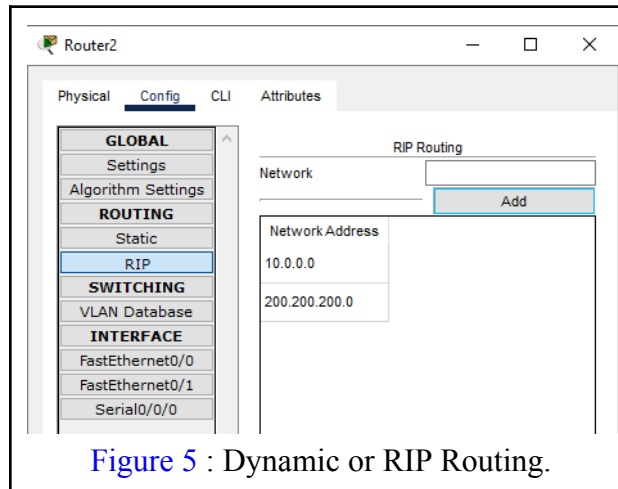 Router2
Physical Config CLI Attributes
GLOBAL
Settings
Algorithm Settings
ROUTING
Static
RIP
SWITCHING
VLAN Database
INTERFACE
FastEthernet0/0
FastEthernet0/1
Serial0/0/0
RIP Routing
Network
Add
Network Address
10.0.0.0
200.200.200.0
Figure 5 : Dynamic or RIP Routing.